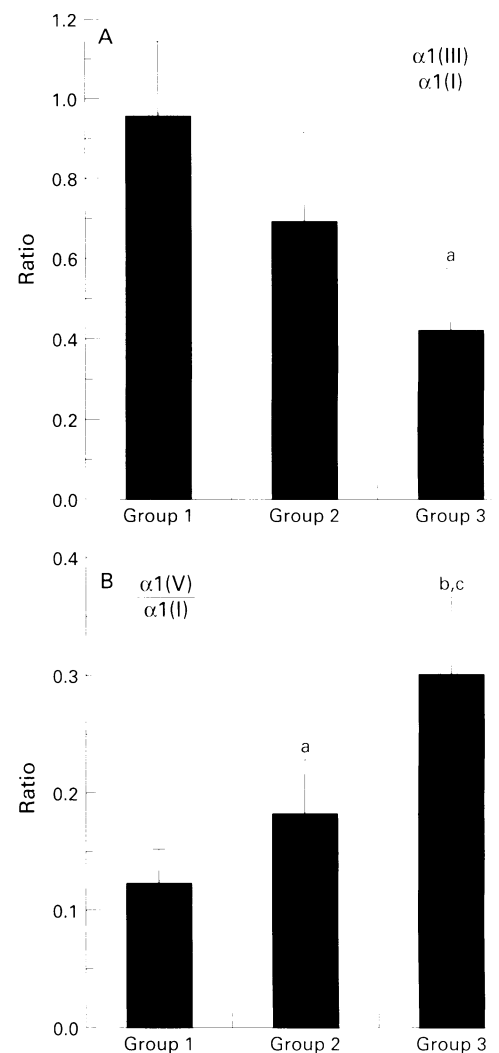 1.2
A
α1(III)
α1(I)
1.0
0.8
0.6
a
0.4
0.2
0.0
Ratio
Group 1 Group 2 Group 3
0.4
B
α1(V)
α1(I)
b,c
0.3
a
0.2
0.1
0.0
Ratio
Group 1 Group 2 Group 3